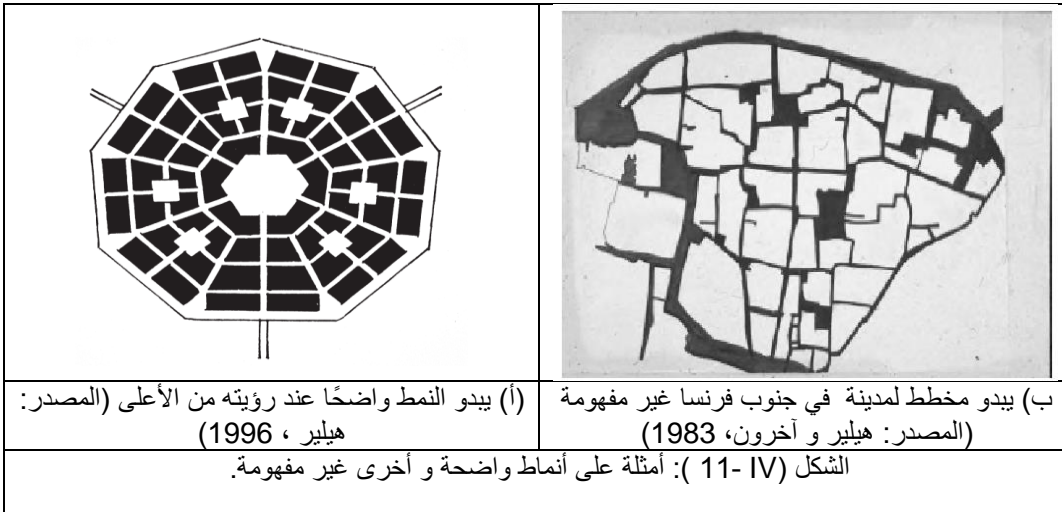 (أ) يبدو النمط واضحًا عند رؤيته من الأعلى (المصدر:
هيلير ، 1996)
ب) يبدو مخطط لمدينة في جنوب فرنسا غير مفهومة
(المصدر: هيلير و آخرون، 1983)
الشكل (IV -11 ): أمثلة على أنماط واضحة و أخرى غير مفهومة.